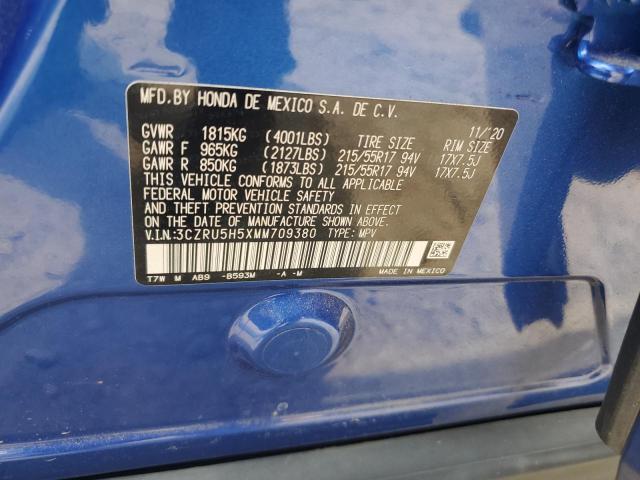 MFD.BY HONDA DE MEXICO S.A. DE C.V. 11/'20
GVWR 1815KG (4001LBS) TIRE SIZE RIM SIZE
GAWR F 965KG (2127LBS) 215/55R17 94V 17X7.5J
GAWR R 850KG (1873LBS) 215/55R17 94V 17X7.5J
THIS VEHICLE CONFORMS TO ALL APPLICABLE
FEDERAL MOTOR VEHICLE SAFETY
AND THEFT PREVENTION STANDARDS IN EFFECT
ON THE DATE OF MANUFACTURE SHOWN ABOVE.
V.I.N:3CZRU5H5XMM709380 TYPE: MPV
T7W M AB9 -B593M -A -M MADE IN MEXICO